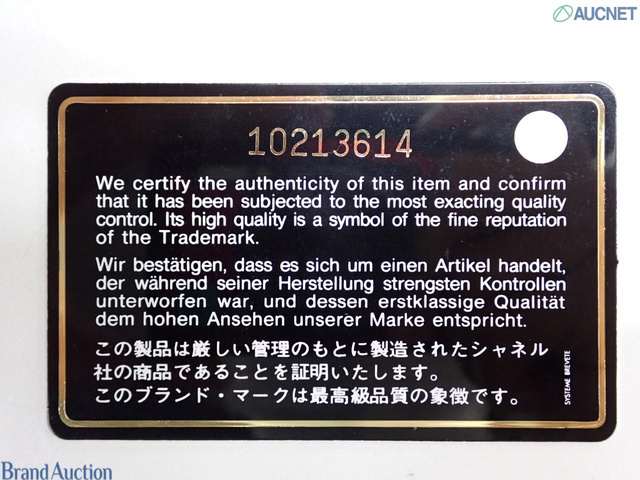 AUCNET
10213614
We certify the authenticity of this item and confirm
that it has been subjected to the most exacting quality
control. Its high quality is a symbol of the fine reputation
of the Trademark.
Wir bestätigen, dass es sich um einen Artikel handelt,
der während seiner Herstellung strengsten Kontrollen
unterworfen war, und dessen erstklassige Qualität
dem hohen Ansehen unserer Marke entspricht.
この製品は厳しい管理のもとに製造されたシャネル
社の商品であることを証明いたします。
このブランド・マークは最高級品質の象徴です。
SYSTEME BREVETE
Brand Auction